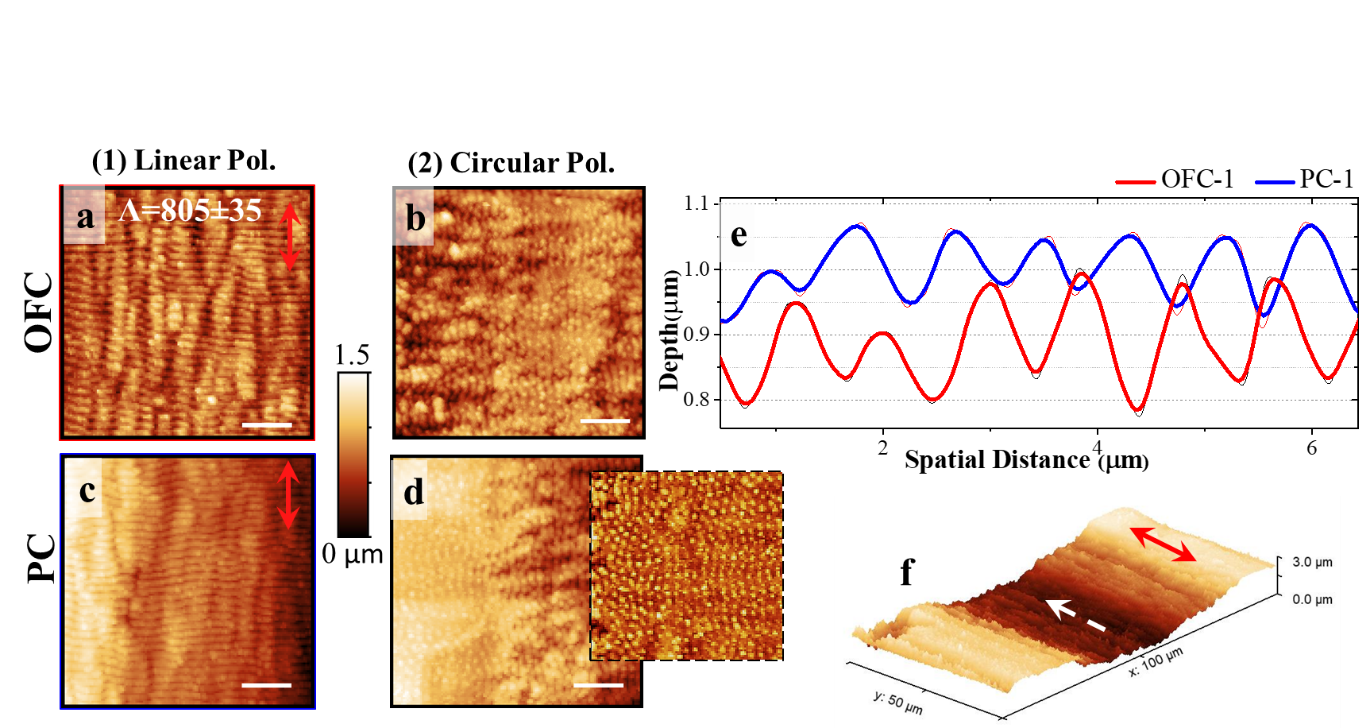 (1) Linear Pol.
(2) Circular Pol.
OFC
PC
a
Λ=805±35
b
c
d
1.5
0 μm
OFC-1
PC-1
e
1.1
1.0
0.9
0.8
Depth(μm)
2
4
6
Spatial Distance (μm)
f
3.0 μm
0.0 μm
x: 100 μm
y: 50 μm